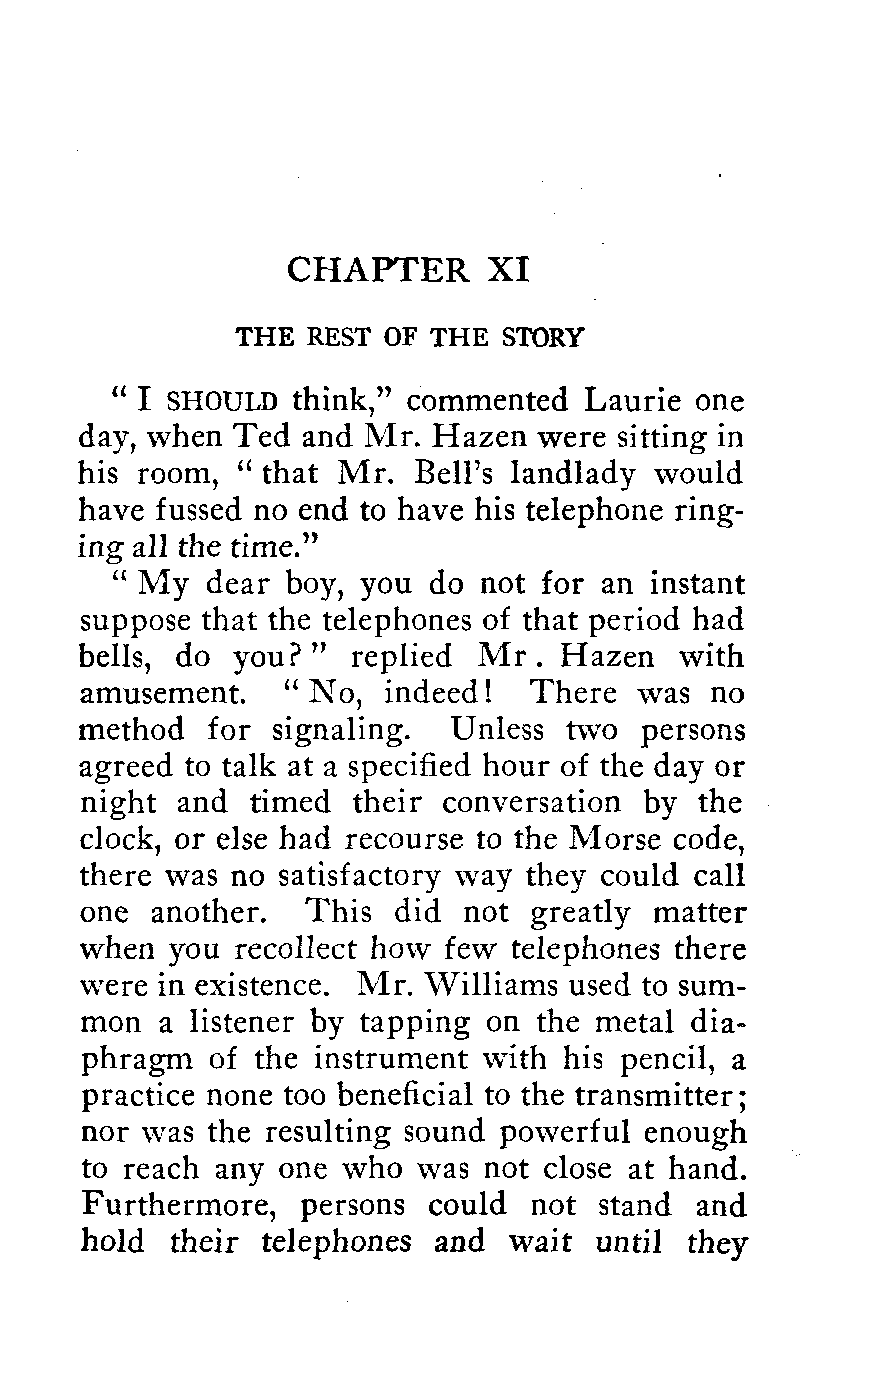 CHAPTER XI
THE REST OF THE STORY
" I SHOULD think," commented Laurie one
day, when Ted and Mr. Hazen were sitting in
his room, " that Mr. Bell's landlady would
have fussed no end to have his telephone ring-
ing all the time."
" My dear boy, you do not for an instant
suppose that the telephones of that period had
bells, do you? " replied Mr. Hazen with
amusement. " No, indeed! There was no
method for signaling. Unless two persons
agreed to talk at a specified hour of the day or
night and timed their conversation by the
clock, or else had recourse to the Morse code,
there was no satisfactory way they could call
one another. This did not greatly matter
when you recollect how few telephones there
were in existence. Mr. Williams used to sum-
mon a listener by tapping on the metal dia-
phragm of the instrument with his pencil, a
practice none too beneficial to the transmitter;
nor was the resulting sound powerful enough
to reach any one who was not close at hand.
Furthermore, persons could not stand and
hold their telephones and wait until they